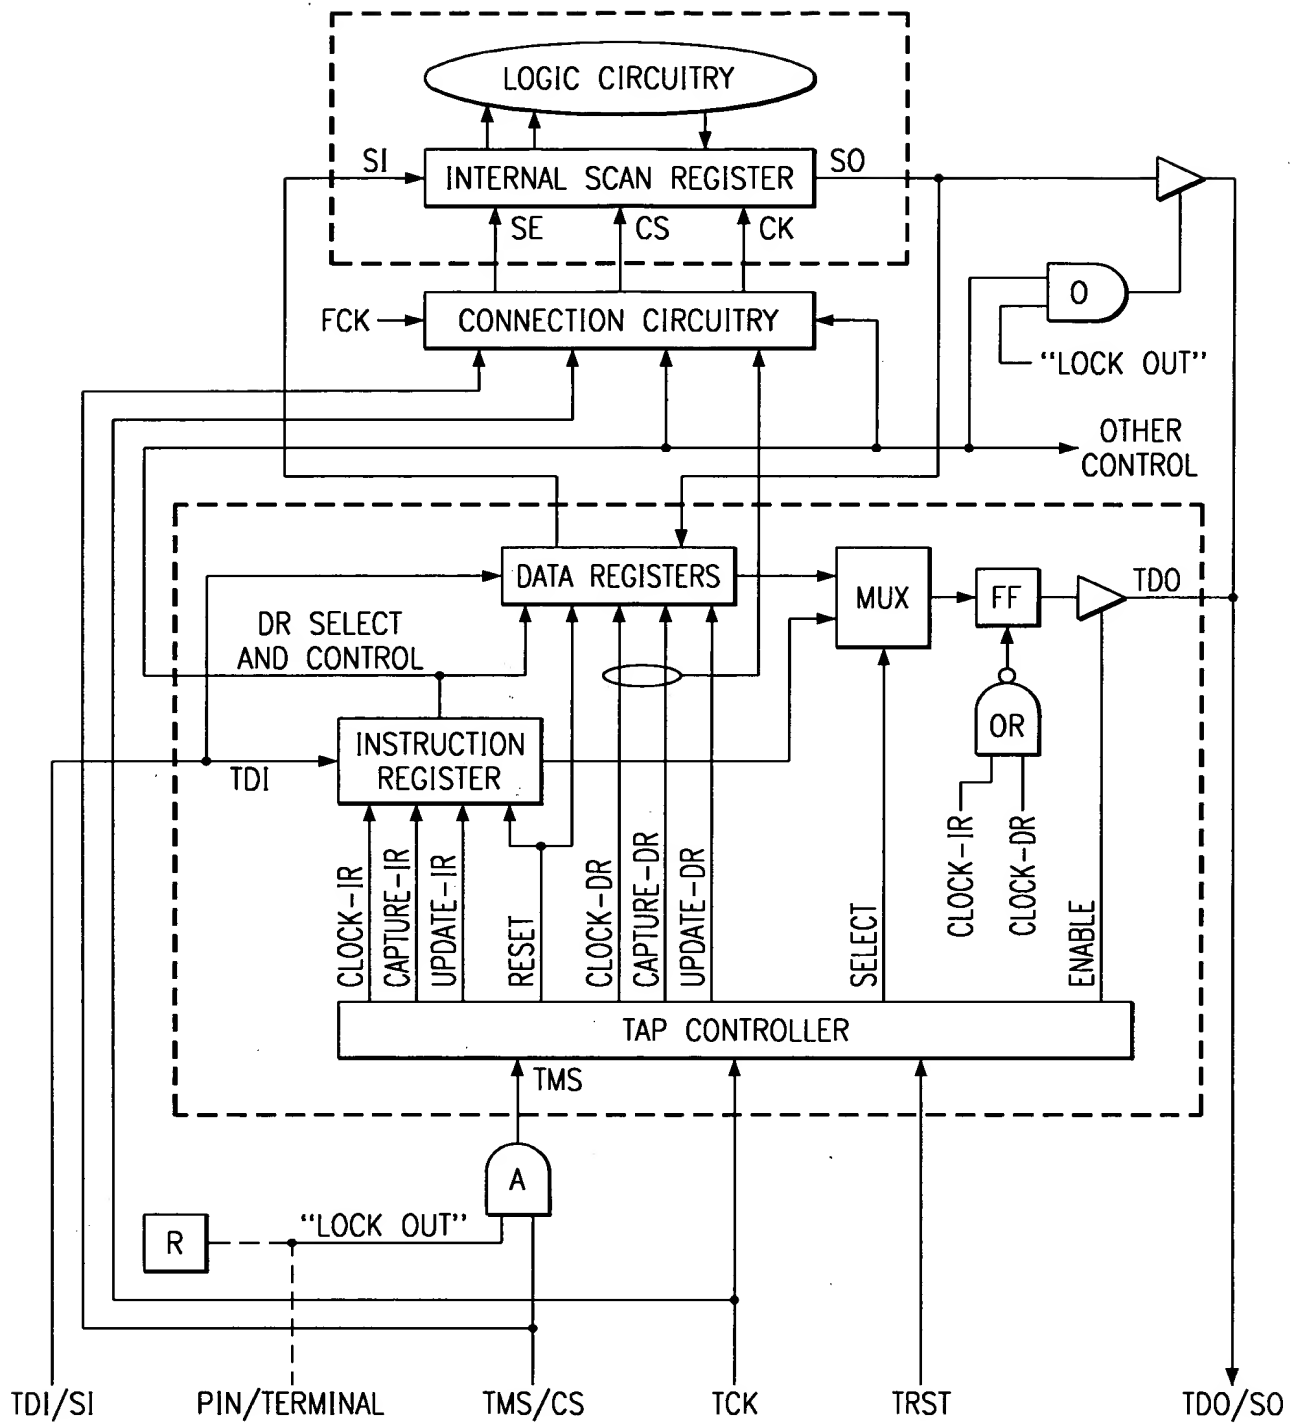 LOGIC CIRCUITRY
SI
INTERNAL SCAN REGISTER
SO
SE
CS
CK
FCK
CONNECTION CIRCUITRY
O
"LOCK OUT"
OTHER
CONTROL
DATA REGISTERS
MUX
FF
TDO
DR SELECT
AND CONTROL
OR
INSTRUCTION
REGISTER
TDI
CLOCK-IR
CAPTURE-IR
UPDATE-IR
RESET
CLOCK-DR
CAPTURE-DR
UPDATE-DR
SELECT
CLOCK-IR
CLOCK-DR
ENABLE
TAP CONTROLLER
TMS
A
"LOCK OUT"
R
TDI/SI
PIN/TERMINAL
TMS/CS
TCK
TRST
TDO/SO